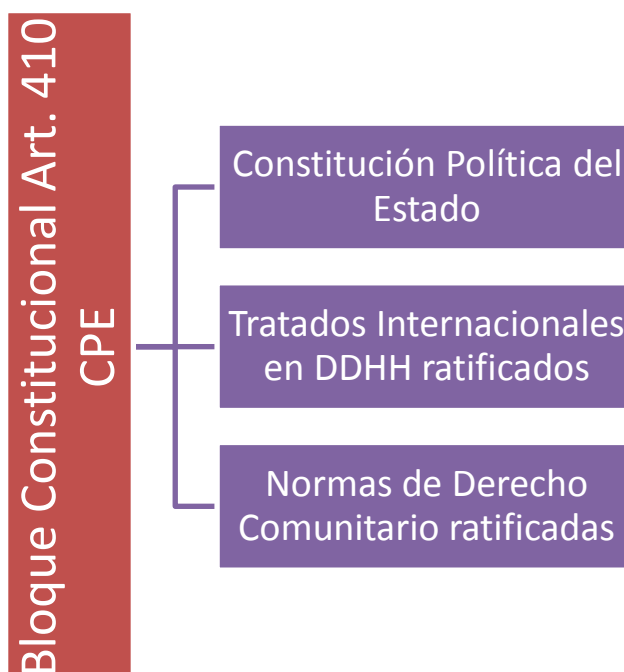 Bloque Constitucional Art. 410
CPE
Constitución Política del
Estado
Tratados Internacionales
en DDHH ratificados
Normas de Derecho
Comunitario ratificadas